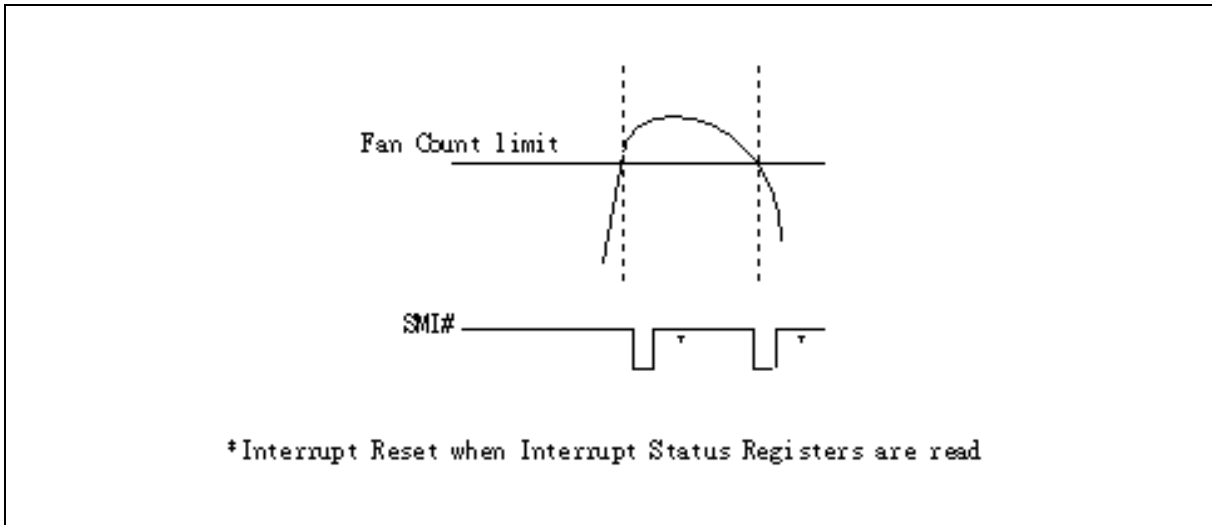 Fan Count limit
SMI#
*Interrupt Reset when Interrupt Status Registers are read